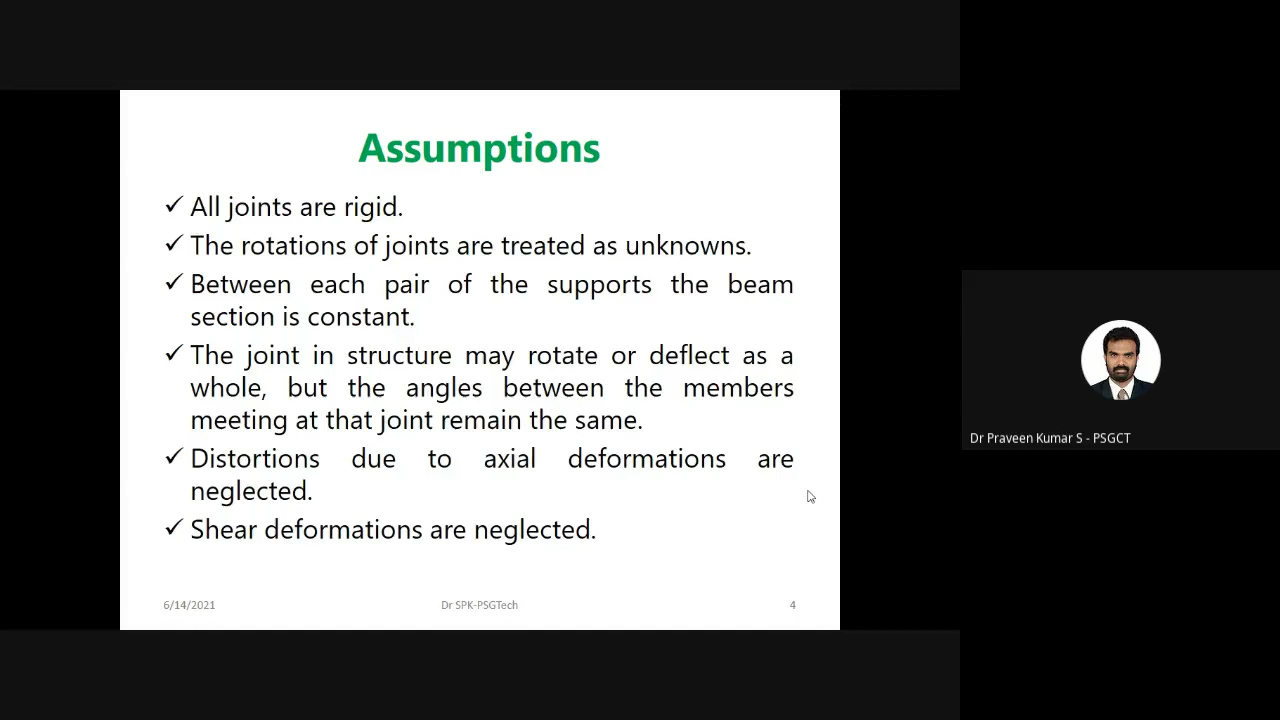 Assumptions
✓ All joints are rigid.
✓ The rotations of joints are treated as unknowns.
✓ Between each pair of the supports the beam
section is constant.
✓ The joint in structure may rotate or deflect as a
whole, but the angles between the members
meeting at that joint remain the same.
✓ Distortions due to axial deformations are
neglected.
✓ Shear deformations are neglected.
6/14/2021 Dr SPK-PSGTech 4
Dr Praveen Kumar S - PSGCT